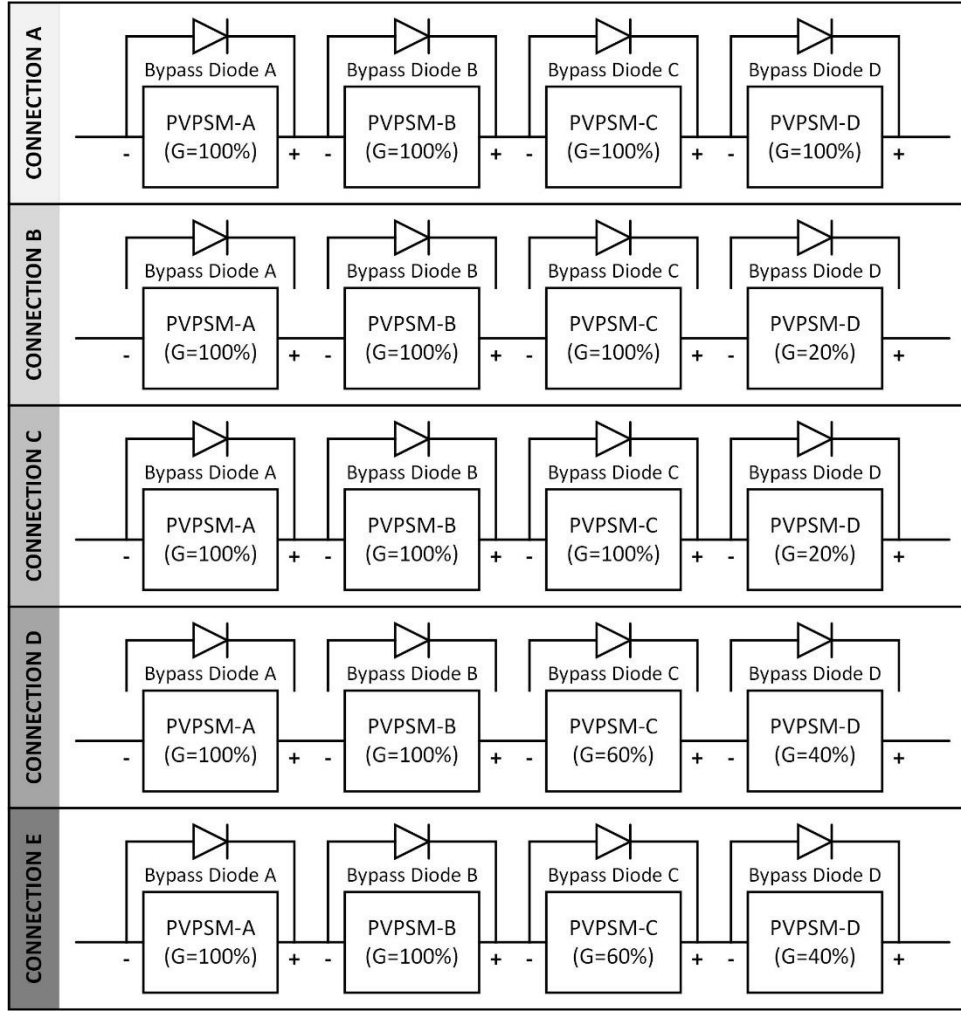 CONNECTION A
Bypass Diode A Bypass Diode B Bypass Diode C Bypass Diode D
PVPSM-A PVPSM-B PVPSM-C PVPSM-D
- (G=100%) + - (G=100%) + - (G=100%) + - (G=100%) +
CONNECTION B
Bypass Diode A Bypass Diode B Bypass Diode C Bypass Diode D
PVPSM-A PVPSM-B PVPSM-C PVPSM-D
- (G=100%) + - (G=100%) + - (G=100%) + - (G=20%) +
CONNECTION C
Bypass Diode A Bypass Diode B Bypass Diode C Bypass Diode D
PVPSM-A PVPSM-B PVPSM-C PVPSM-D
- (G=100%) + - (G=100%) + - (G=100%) + - (G=20%) +
CONNECTION D
Bypass Diode A Bypass Diode B Bypass Diode C Bypass Diode D
PVPSM-A PVPSM-B PVPSM-C PVPSM-D
- (G=100%) + - (G=100%) + - (G=60%) + - (G=40%) +
CONNECTION E
Bypass Diode A Bypass Diode B Bypass Diode C Bypass Diode D
PVPSM-A PVPSM-B PVPSM-C PVPSM-D
- (G=100%) + - (G=100%) + - (G=60%) + - (G=40%) +